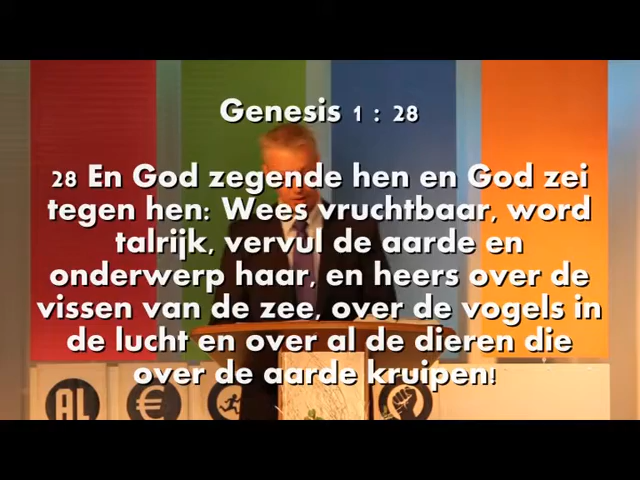 Genesis 1 : 28
28 En God zegende hen en God zei
tegen hen: Wees vruchtbaar, word
talrijk, vervul de aarde en
onderwerp haar, en heers over de
vissen van de zee, over de vogels in
de lucht en over al de dieren die
over de aarde kruipen!
AL €